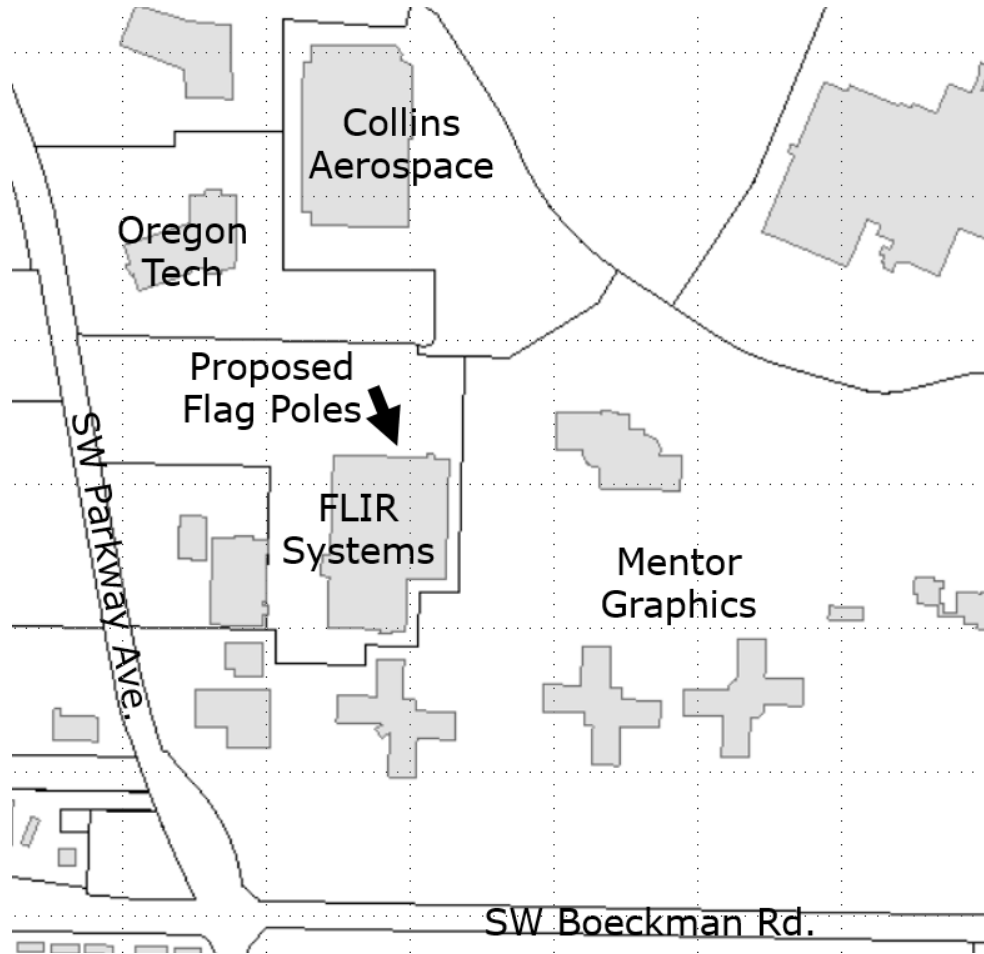 Collins
Aerospace
Oregon
Tech
Proposed
Flag Poles
SW Parkway Ave.
FLIR
Systems
Mentor
Graphics
SW Boeckman Rd.